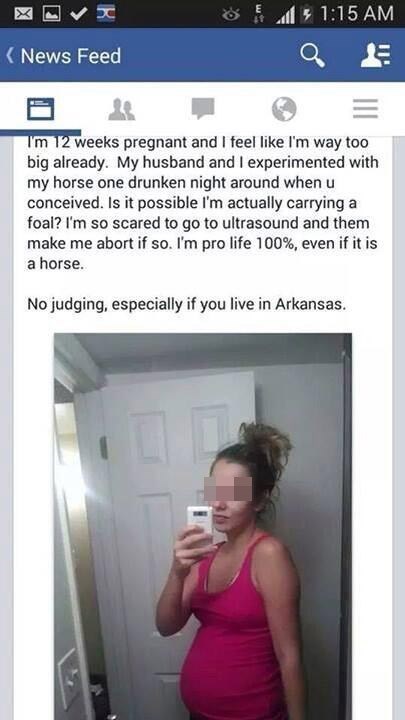 E
1:15 AM
News Feed
I'm 12 weeks pregnant and I feel like I'm way too
big already.  My husband and I experimented with
my horse one drunken night around when u
conceived. Is it possible I'm actually carrying a
foal? I'm so scared to go to ultrasound and them
make me abort if so. I'm pro life 100%, even if it is
a horse.
No judging, especially if you live in Arkansas.